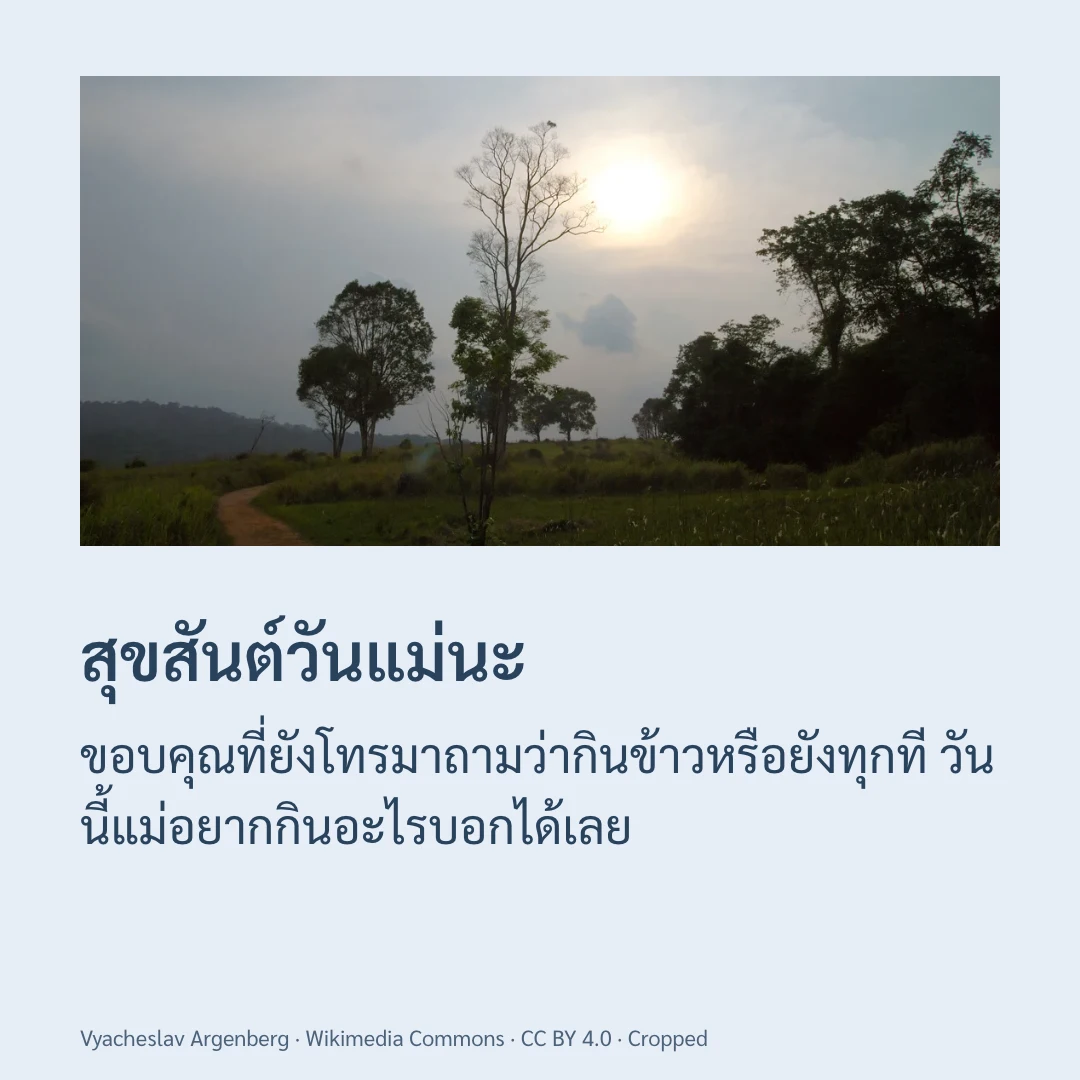 สุขสันต์วันแม่นะ
ขอบคุณที่ยังโทรมาถามว่ากินข้าวหรือยังทุกที วัน
นี้แม่อยากกินอะไรบอกได้เลย
Vyacheslav Argenberg · Wikimedia Commons · CC BY 4.0 · Cropped